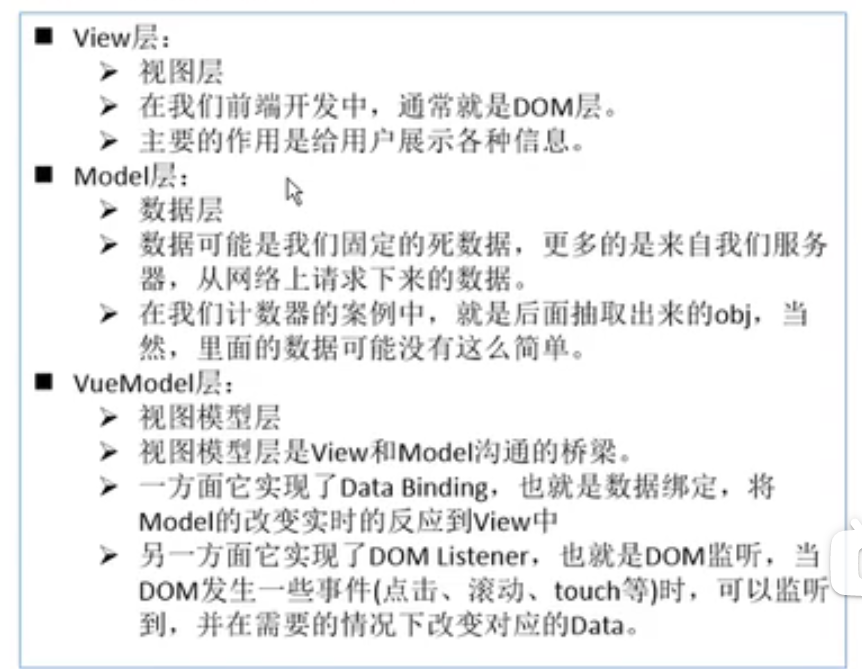 ■ View层：
➢ 视图层
➢ 在我们前端开发中，通常就是DOM层。
➢ 主要的作用是给用户展示各种信息。
■ Model层：
➢ 数据层
➢ 数据可能是我们固定的死数据，更多的是来自我们服务
器，从网络上请求下来的数据。
➢ 在我们计数器的案例中，就是后面抽取出来的obj，当
然，里面的数据可能没有这么简单。
■ VueModel层：
➢ 视图模型层
➢ 视图模型层是View和Model沟通的桥梁。
➢ 一方面它实现了Data Binding，也就是数据绑定，将
Model的改变实时的反应到View中
➢ 另一方面它实现了DOM Listener，也就是DOM监听，当
DOM发生一些事件(点击、滚动、touch等)时，可以监听
到，并在需要的情况下改变对应的Data。